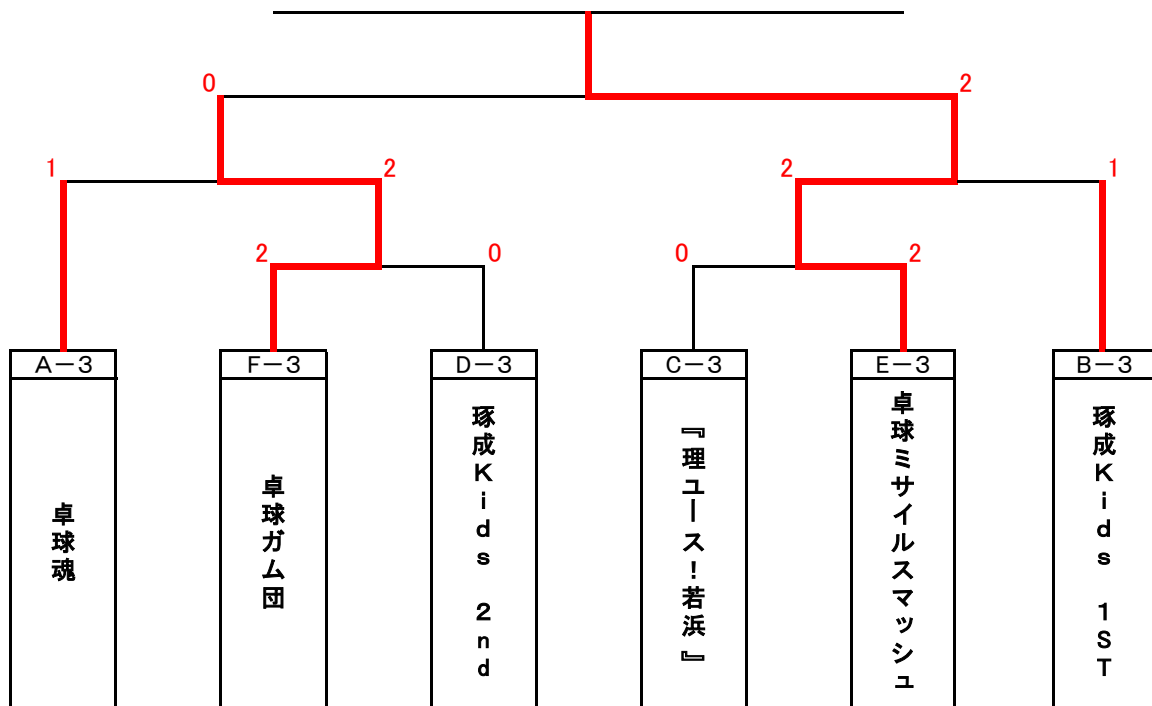 0
2
1
2
2
1
2
0
0
2
A－3
F－3
D－3
C－3
E－3
B－3
卓球魂
卓球ガム団
琢成Kids 2nd
『理ユース！若浜』
卓球ミサイルスマッシュ
琢成Kids 1ST